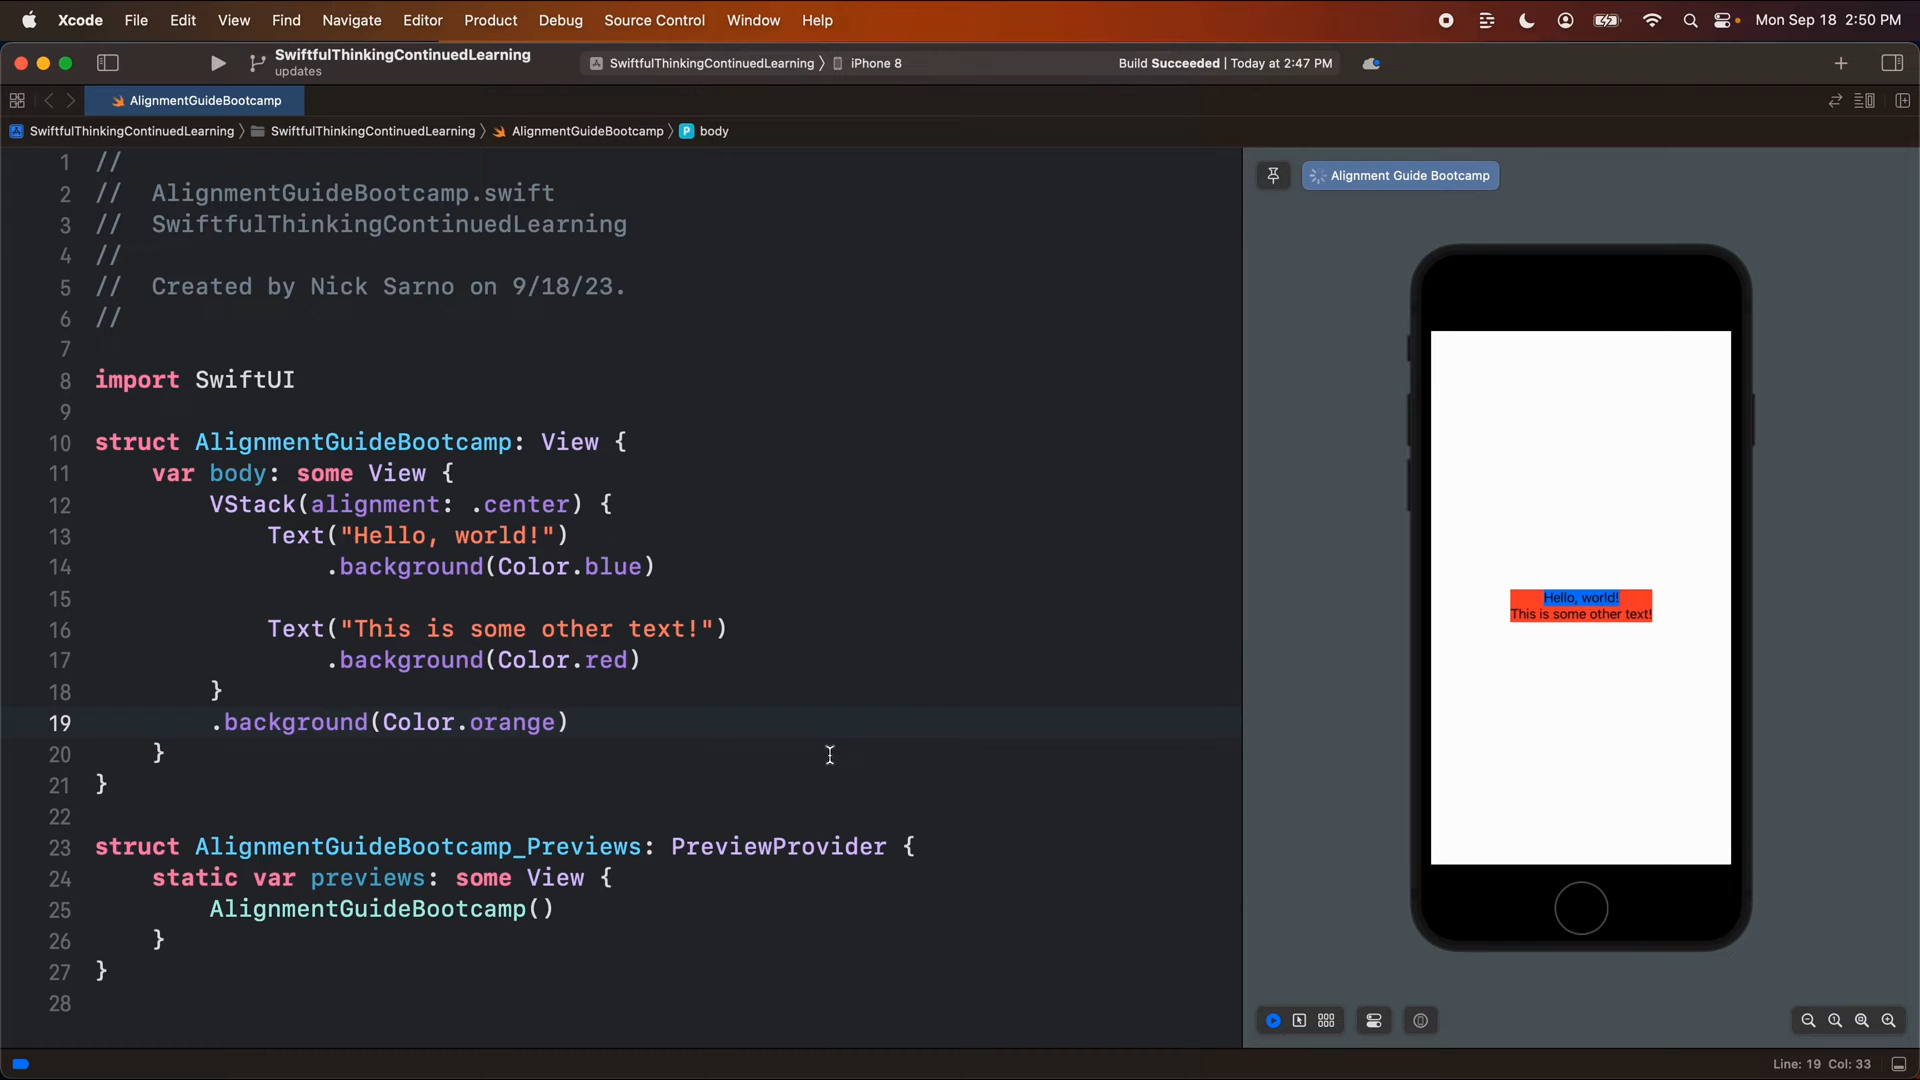 Xcode File Edit View Find Navigate Editor Product Debug Source Control Window Help Mon Sep 18 2:50 PM
SwiftfulThinkingContinuedLearning
updates
SwiftfulThinkingContinuedLearning 〉 iPhone 8 Build Succeeded | Today at 2:47 PM
AlignmentGuideBootcamp
SwiftfulThinkingContinuedLearning 〉 SwiftfulThinkingContinuedLearning 〉 AlignmentGuideBootcamp 〉 P body
1 //
2 //  AlignmentGuideBootcamp.swift
3 //  SwiftfulThinkingContinuedLearning
4 //
5 //  Created by Nick Sarno on 9/18/23.
6 //
7
8 import SwiftUI
9
10 struct AlignmentGuideBootcamp: View {
11     var body: some View {
12         VStack(alignment: .center) {
13             Text("Hello, world!")
14                 .background(Color.blue)
15
16             Text("This is some other text!")
17                 .background(Color.red)
18         }
19         .background(Color.orange)
20     }
21 }
22
23 struct AlignmentGuideBootcamp_Previews: PreviewProvider {
24     static var previews: some View {
25         AlignmentGuideBootcamp()
26     }
27 }
28
Alignment Guide Bootcamp
Hello, world!
This is some other text!
Line: 19 Col: 33